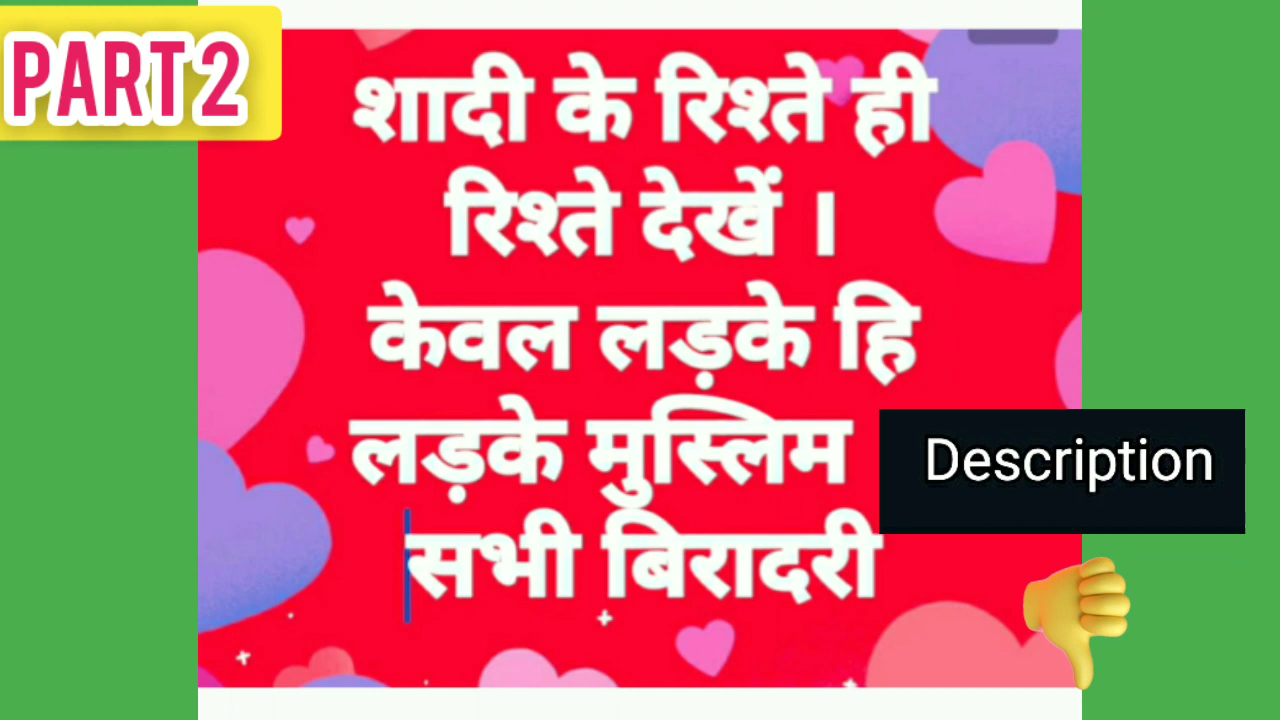 PART 2
शादी के रिश्ते ही
रिश्ते देखें ।
केवल लड़के हि
लड़के मुस्लिम
Description
सभी बिरादरी